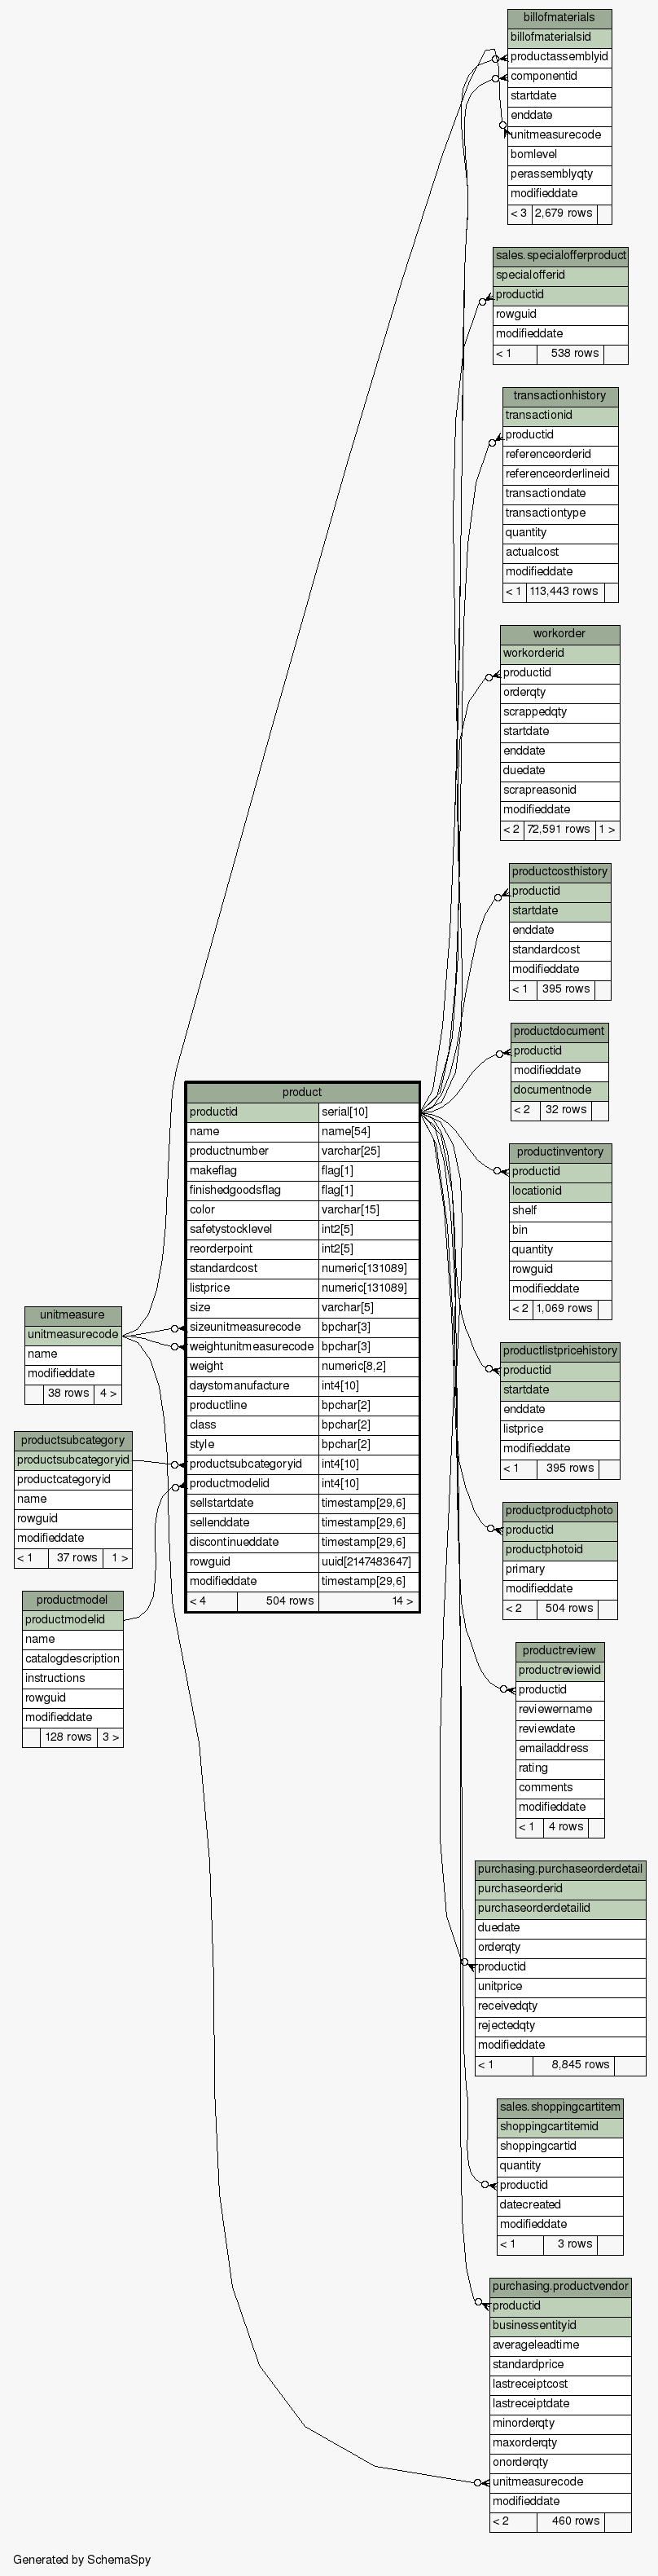 billofmaterials
billofmaterialsid
productassemblyid
componentid
startdate
enddate
unitmeasurecode
bomlevel
perassemblyqty
modifieddate
< 3 2,679 rows
sales.specialofferproduct
specialofferid
productid
rowguid
modifieddate
< 1 538 rows
transactionhistory
transactionid
productid
referenceorderid
referenceorderlineid
transactiondate
transactiontype
quantity
actualcost
modifieddate
< 1 113,443 rows
workorder
workorderid
productid
orderqty
scrappedqty
startdate
enddate
duedate
scrapreasonid
modifieddate
< 2 72,591 rows 1 >
productcosthistory
productid
startdate
enddate
standardcost
modifieddate
< 1 395 rows
productdocument
productid
modifieddate
documentnode
< 2 32 rows
product
productid serial[10]
name name[54]
productnumber varchar[25]
makeflag flag[1]
finishedgoodsflag flag[1]
color varchar[15]
safetystocklevel int2[5]
reorderpoint int2[5]
standardcost numeric[131089]
listprice numeric[131089]
size varchar[5]
sizeunitmeasurecode bpchar[3]
weightunitmeasurecode bpchar[3]
weight numeric[8,2]
daystomanufacture int4[10]
productline bpchar[2]
class bpchar[2]
style bpchar[2]
productsubcategoryid int4[10]
productmodelid int4[10]
sellstartdate timestamp[29,6]
sellenddate timestamp[29,6]
discontinueddate timestamp[29,6]
rowguid uuid[2147483647]
modifieddate timestamp[29,6]
< 4 504 rows 14 >
productinventory
productid
locationid
shelf
bin
quantity
rowguid
modifieddate
< 2 1,069 rows
unitmeasure
unitmeasurecode
name
modifieddate
38 rows 4 >
productlistpricehistory
productid
startdate
enddate
listprice
modifieddate
< 1 395 rows
productsubcategory
productsubcategoryid
productcategoryid
name
rowguid
modifieddate
< 1 37 rows 1 >
productproductphoto
productid
productphotoid
primary
modifieddate
< 2 504 rows
productmodel
productmodelid
name
catalogdescription
instructions
rowguid
modifieddate
128 rows 3 >
productreview
productreviewid
productid
reviewername
reviewdate
emailaddress
rating
comments
modifieddate
< 1 4 rows
purchasing.purchaseorderdetail
purchaseorderid
purchaseorderdetailid
duedate
orderqty
productid
unitprice
receivedqty
rejectedqty
modifieddate
< 1 8,845 rows
sales.shoppingcartitem
shoppingcartitemid
shoppingcartid
quantity
productid
datecreated
modifieddate
< 1 3 rows
purchasing.productvendor
productid
businessentityid
averageleadtime
standardprice
lastreceiptcost
lastreceiptdate
minorderqty
maxorderqty
onorderqty
unitmeasurecode
modifieddate
< 2 460 rows
Generated by SchemaSpy